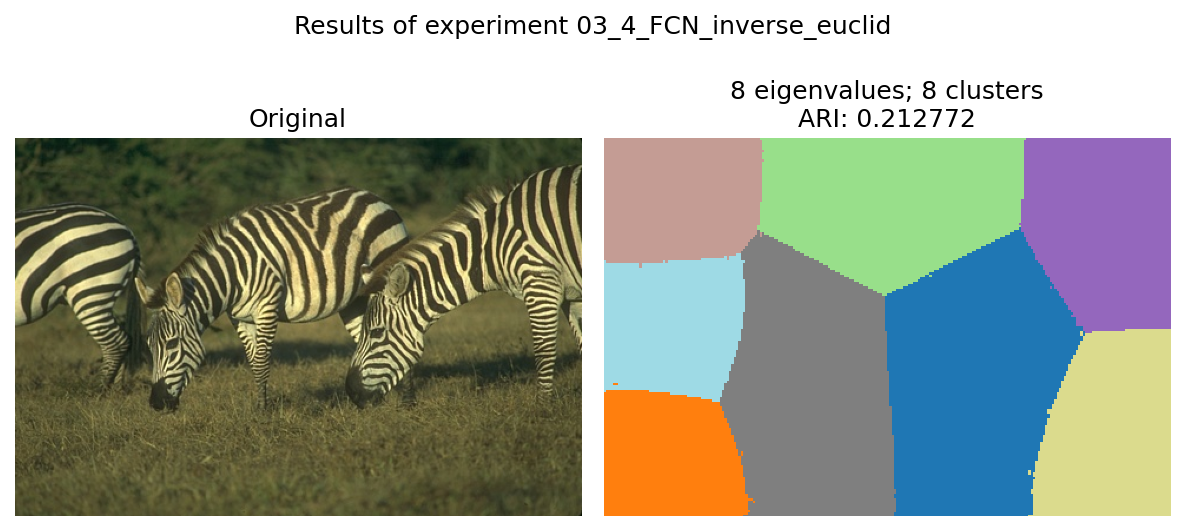 Results of experiment 03_4_FCN_inverse_euclid
Original
8 eigenvalues; 8 clusters
ARI: 0.212772